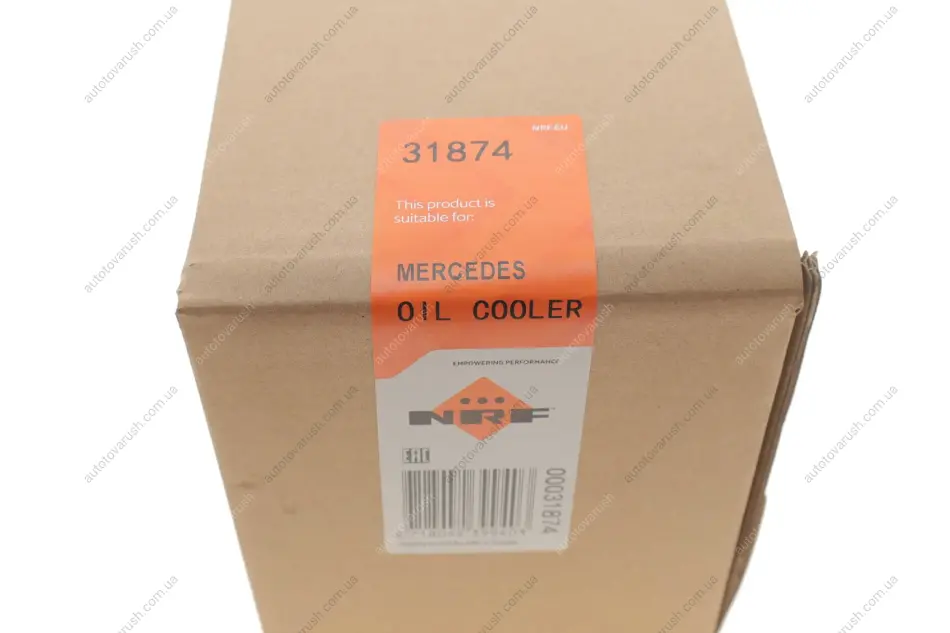 NRF.EU
31874
This product is
suitable for:
MERCEDES
OIL COOLER
EMPOWERING PERFORMANCE
NRF
EAC
00031874
autotovarush.com.ua